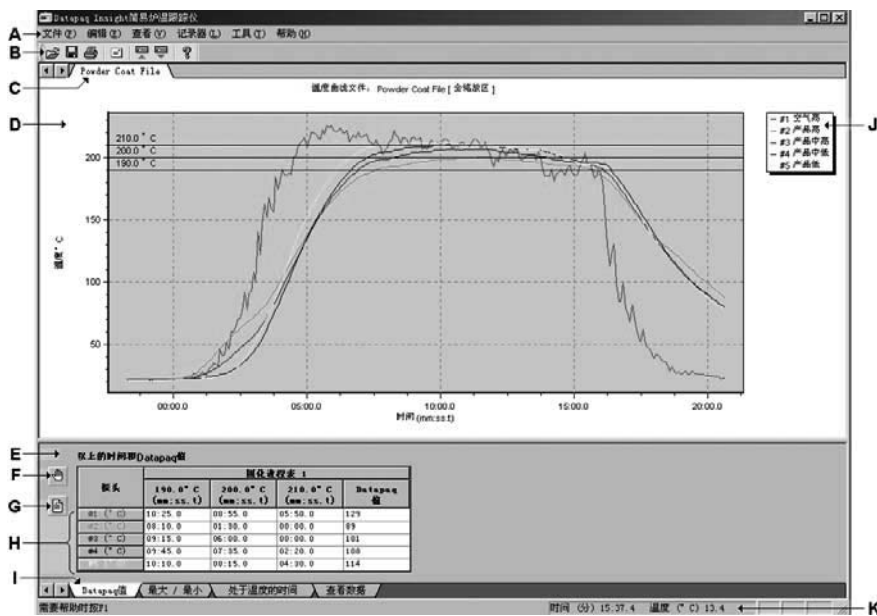 Datapaq Insight简易炉温跟踪仪
A
文件(F) 编辑(E) 查看(V) 记录器(L) 工具(T) 帮助(H)
B
Powder Coat File
C
温度曲线文件: Powder Coat File [ 全缩放区 ]
D
210.0 ° C
200.0 ° C
190.0 ° C
200
150
100
50
温度° C
00:00.0 05:00.0 10:00.0 15:00.0 20:00.0
时间 (mm:ss.t)
#1 空气高
#2 产品高
#3 产品中高
#4 产品中低
#5 产品低
J
E
以上的时间和Datapaq值
F
G
H
探头 固化进程表 1
190.0° C (mm:ss.t) 200.0° C (mm:ss.t) 210.0° C (mm:ss.t) Datapaq 值
#1 (° C) 10:25.0 08:55.0 05:50.0 129
#2 (° C) 08:10.0 01:30.0 00:00.0 89
#3 (° C) 09:15.0 06:00.0 00:00.0 101
#4 (° C) 09:45.0 07:35.0 02:20.0 108
10:10.0 00:15.0 04:30.0 114
I
Datapaq值 最大 / 最小 处于温度的时间 查看数据
需要帮助时按F1 时间 (分) 15:37.4 温度 (° C) 13.4
K